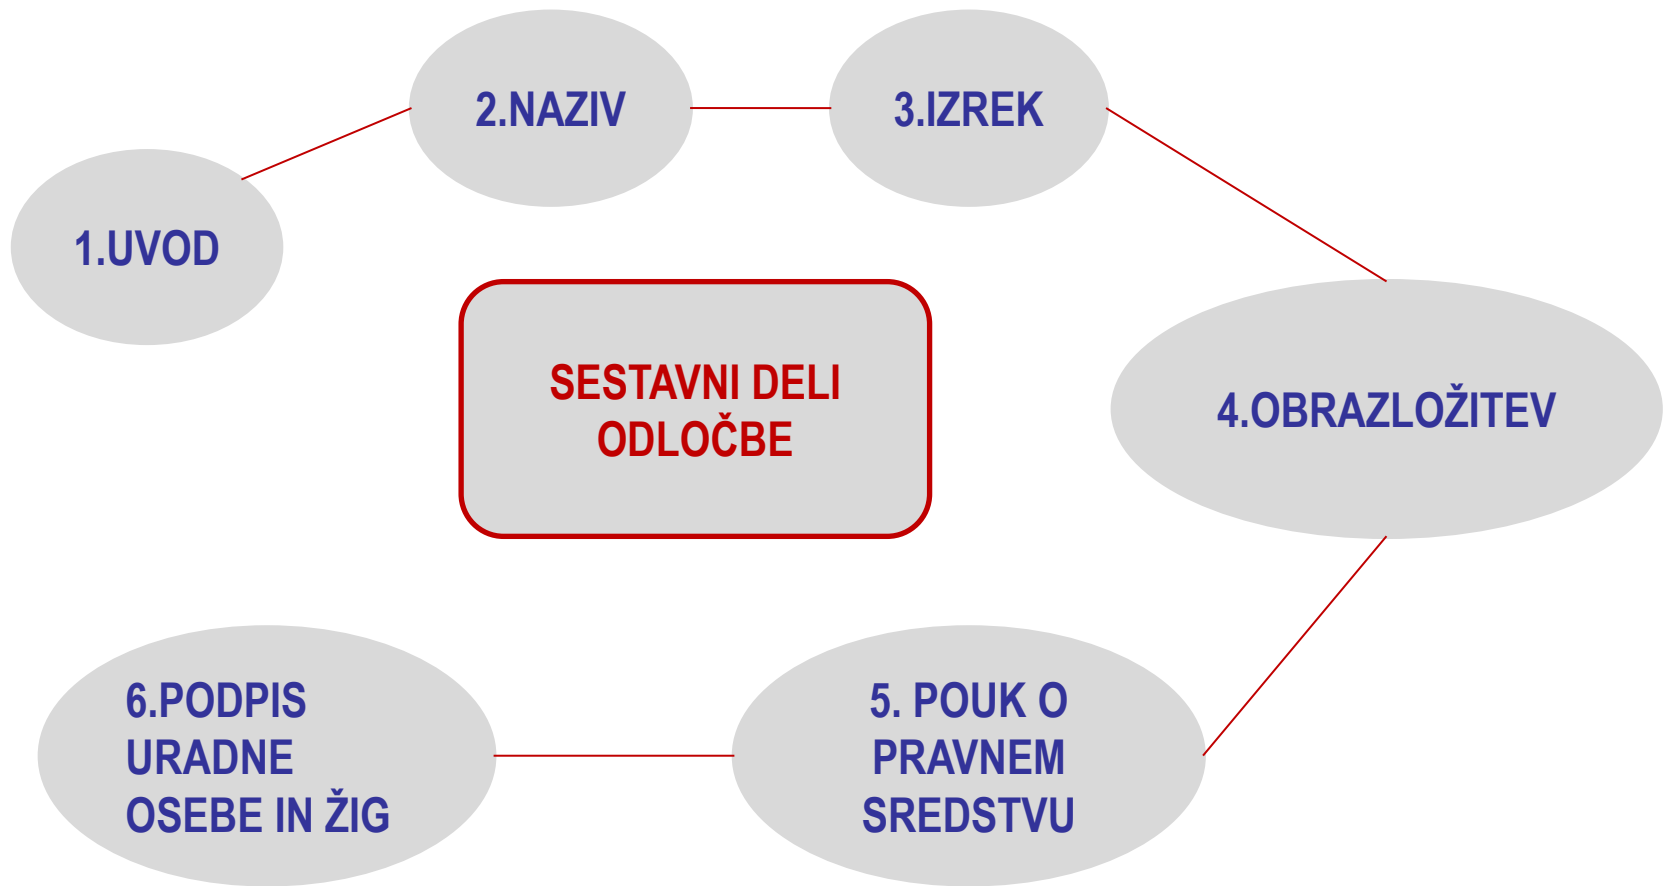 1.UVOD
2.NAZIV
3.IZREK
SESTAVNI DELI
ODLOČBE
4.OBRAZLOŽITEV
5. POUK O
PRAVNEM
SREDSTVU
6.PODPIS
URADNE
OSEBE IN ŽIG